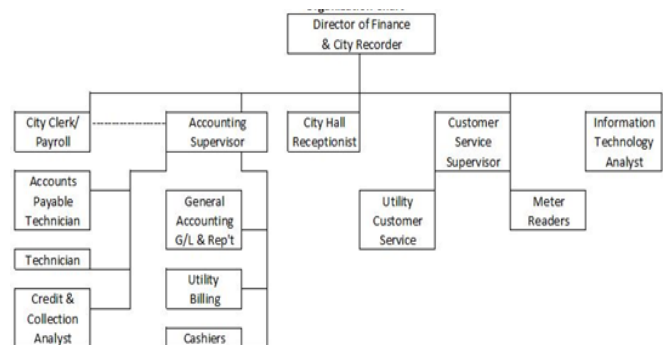 Director of Finance
& City Recorder
City Clerk/
Payroll
Accounting
Supervisor
City Hall
Receptionist
Customer
Service
Supervisor
Information
Technology
Analyst
Accounts
Payable
Technician
General
Accounting
G/L & Rep't
Utility
Customer
Service
Meter
Readers
Technician
Utility
Billing
Credit &
Collection
Analyst
Cashiers